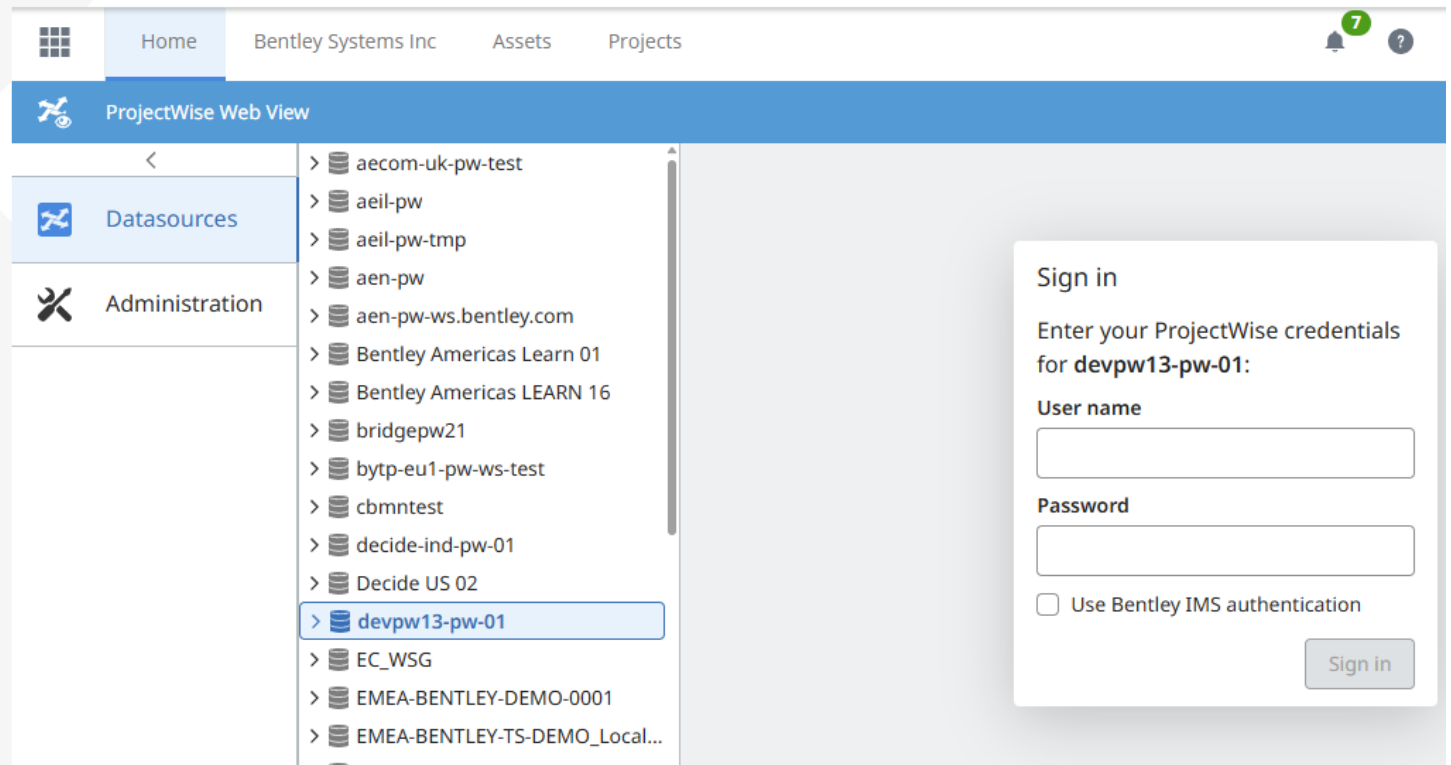 Home
Bentley Systems Inc
Assets
Projects
7
?
ProjectWise Web View
Datasources
Administration
aecom-uk-pw-test
aeil-pw
aeil-pw-tmp
aen-pw
aen-pw-ws.bentley.com
Bentley Americas Learn 01
Bentley Americas LEARN 16
bridgepw21
bytp-eu1-pw-ws-test
cbmntest
decide-ind-pw-01
Decide US 02
devpw13-pw-01
EC_WSG
EMEA-BENTLEY-DEMO-0001
EMEA-BENTLEY-TS-DEMO_Local...
Sign in
Enter your ProjectWise credentials
for devpw13-pw-01:
User name
Password
Use Bentley IMS authentication
Sign in